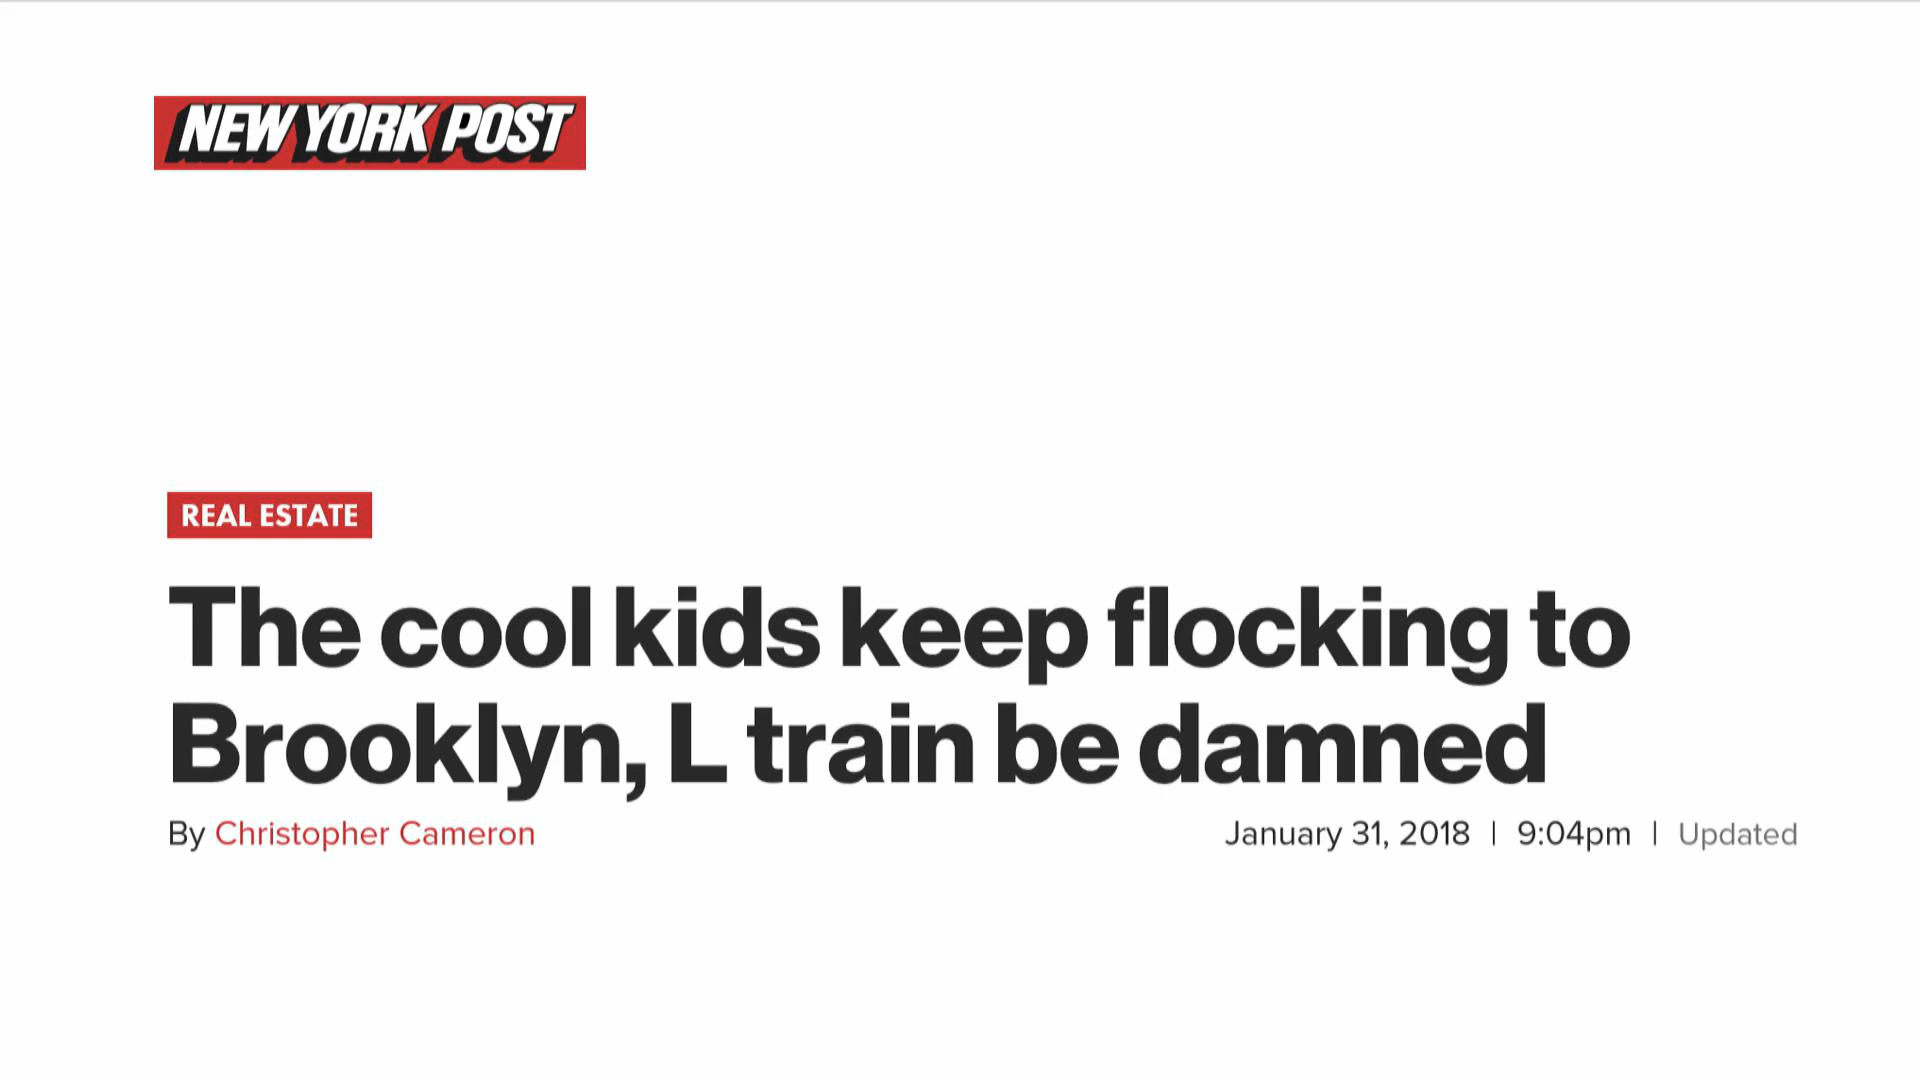 NEW YORK POST
REAL ESTATE
The cool kids keep flocking to
Brooklyn, L train be damned
By Christopher Cameron
January 31, 2018 | 9:04pm | Updated